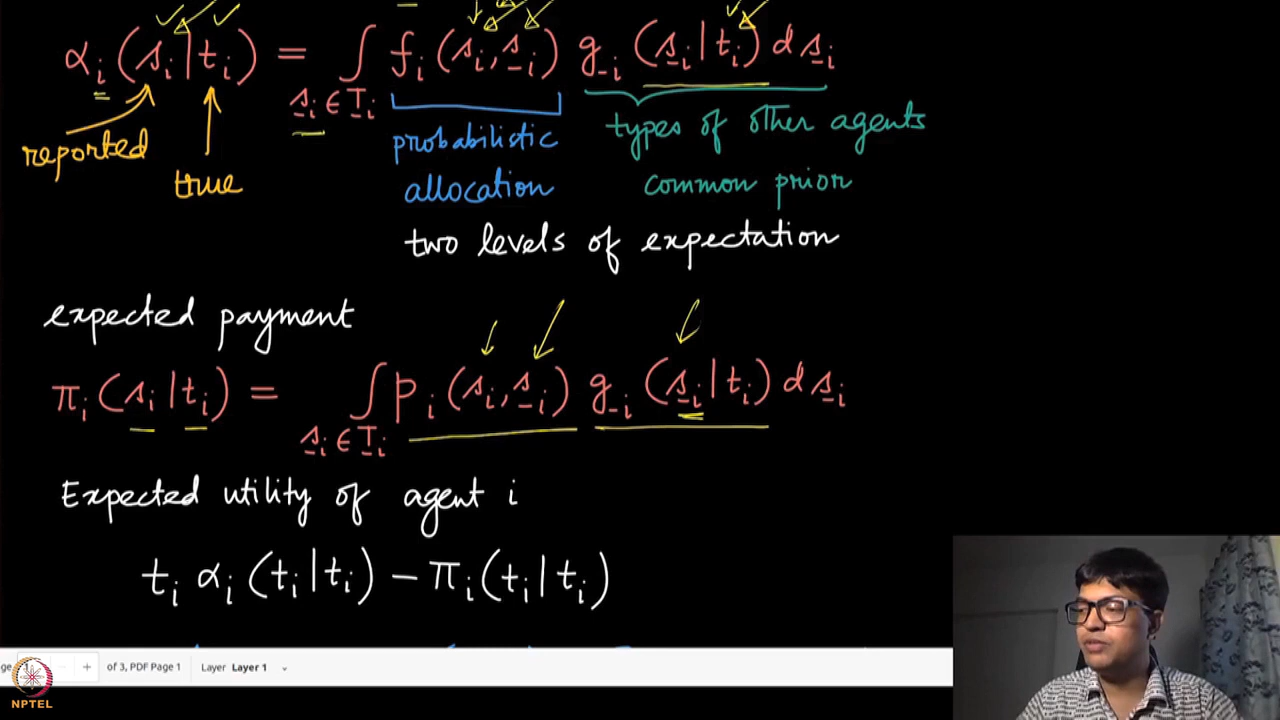 αᵢ(sᵢ|tᵢ) = ∫_{s̲ᵢ ∈ T̲ᵢ} fᵢ(sᵢ, s̲ᵢ) g₋ᵢ(s̲ᵢ|tᵢ) d s̲ᵢ
reported
true
probabilistic
allocation
types of other agents
common prior
two levels of expectation
expected payment
πᵢ(sᵢ|tᵢ) = ∫_{s̲ᵢ ∈ T̲ᵢ} pᵢ(sᵢ, s̲ᵢ) g₋ᵢ(s̲ᵢ|tᵢ) d s̲ᵢ
Expected utility of agent i
tᵢ αᵢ(tᵢ|tᵢ) − πᵢ(tᵢ|tᵢ)
ge 1 + of 3, PDF Page 1 Layer Layer 1
NPTEL